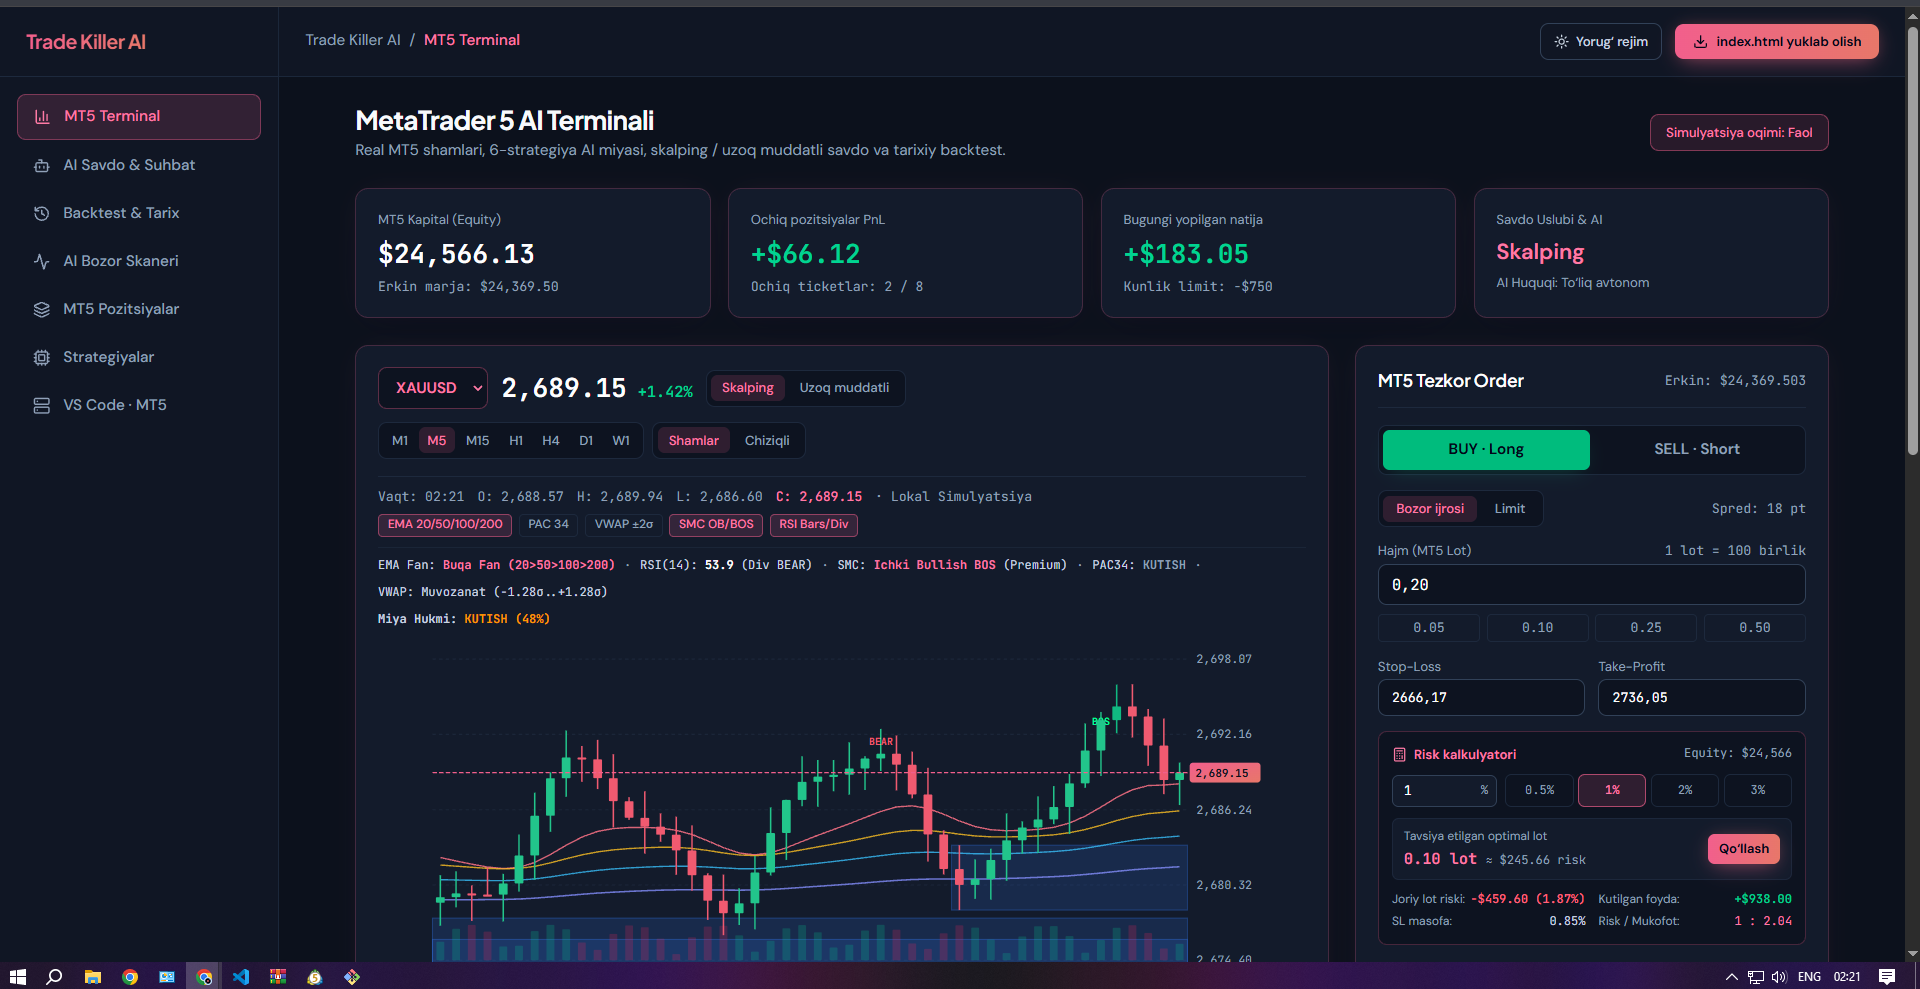 Trade Killer AI
Trade Killer AI / MT5 Terminal
Yorug‘ rejim
index.html yuklab olish
MT5 Terminal
AI Savdo & Suhbat
Backtest & Tarix
AI Bozor Skaneri
MT5 Pozitsiyalar
Strategiyalar
VS Code · MT5
MetaTrader 5 AI Terminali
Real MT5 shamlari, 6-strategiya AI miyasi, skalping / uzoq muddatli savdo va tarixiy backtest.
Simulyatsiya oqimi: Faol
MT5 Kapital (Equity)
$24,566.13
Erkin marja: $24,369.50
Ochiq pozitsiyalar PnL
+$66.12
Ochiq ticketlar: 2 / 8
Bugungi yopilgan natija
+$183.05
Kunlik limit: -$750
Savdo Uslubi & AI
Skalping
AI Huquqi: To‘liq avtonom
XAUUSD 2,689.15 +1.42% Skalping Uzoq muddatli
M1 M5 M15 H1 H4 D1 W1 Shamlar Chiziqli
Vaqt: 02:21 O: 2,688.57 H: 2,689.94 L: 2,686.60 C: 2,689.15 · Lokal Simulyatsiya
EMA 20/50/100/200 PAC 34 VWAP ±2σ SMC OB/BOS RSI Bars/Div
EMA Fan: Buqa Fan (20>50>100>200) · RSI(14): 53.9 (Div BEAR) · SMC: Ichki Bullish BOS (Premium) · PAC34: KUTISH ·
VWAP: Muvozanat (-1.28σ..+1.28σ)
Miya Hukmi: KUTISH (48%)
2,698.07
BOS
2,692.16
BEAR
2,689.15
2,686.24
2,680.32
2,674.40
MT5 Tezkor Order
Erkin: $24,369.503
BUY · Long
SELL · Short
Bozor ijrosi Limit
Spred: 18 pt
Hajm (MT5 Lot)
1 lot = 100 birlik
0,20
0.05 0.10 0.25 0.50
Stop-Loss Take-Profit
2666,17 2736,05
Risk kalkulyatori
Equity: $24,566
1 % 0.5% 1% 2% 3%
Tavsiya etilgan optimal lot
0.10 lot ≈ $245.66 risk
Qo‘llash
Joriy lot riski: -$459.60 (1.87%) Kutilgan foyda: +$938.00
SL masofa: 0.85% Risk / Mukofot: 1 : 2.04
ENG 02:21